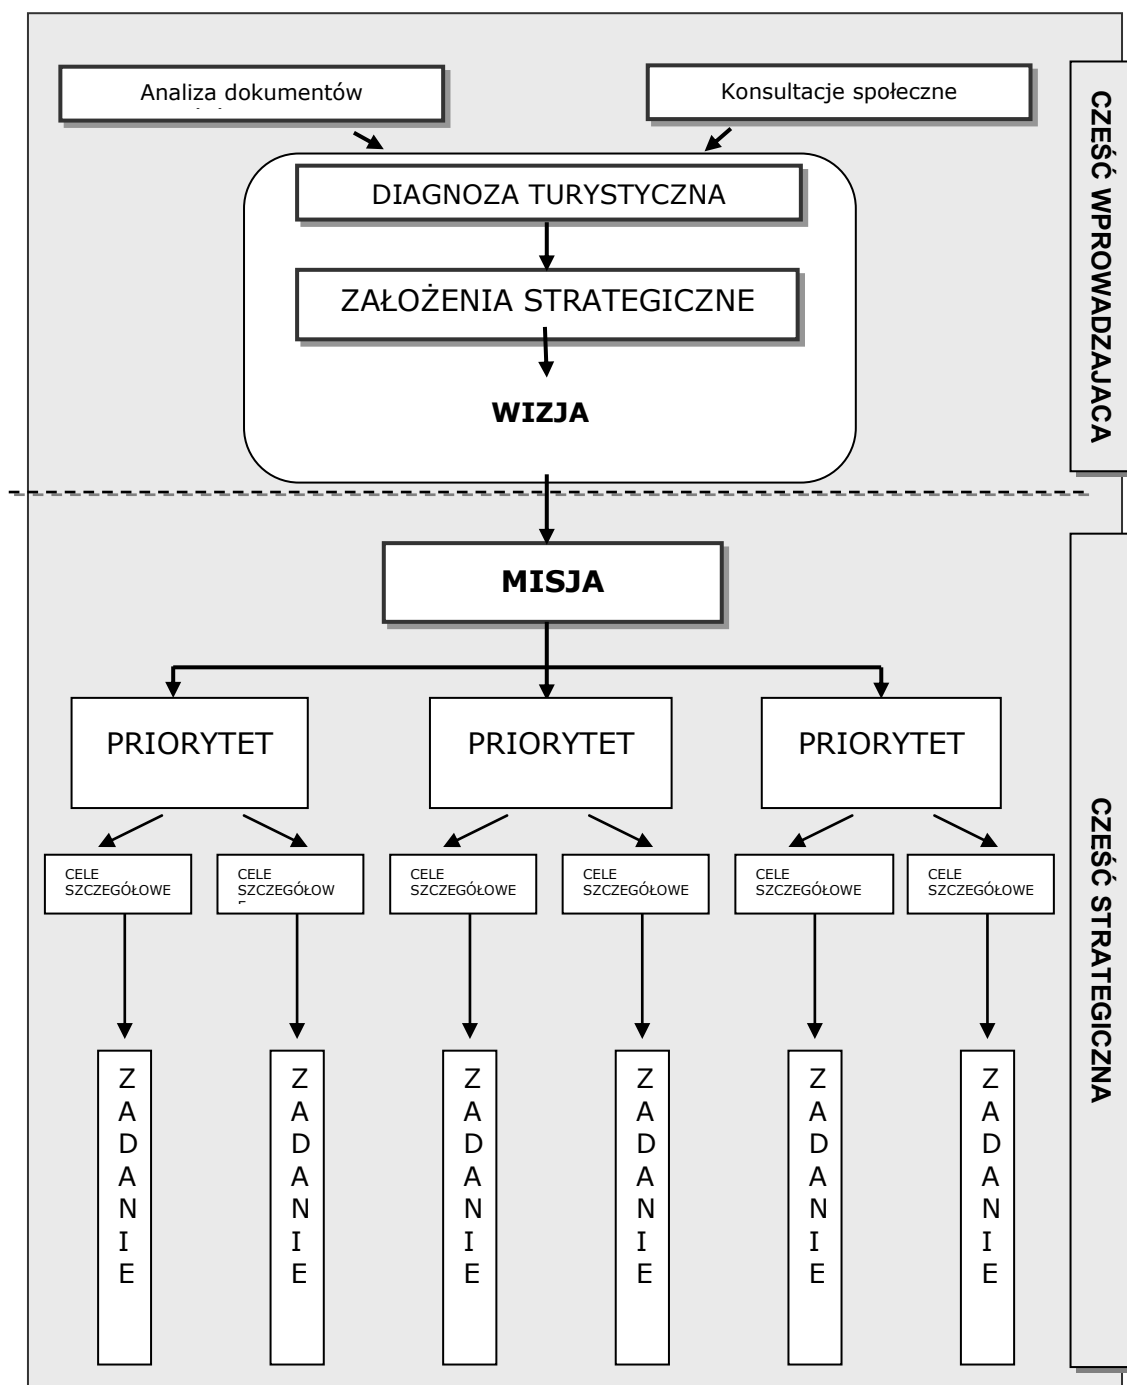 Analiza dokumentów
Konsultacje społeczne
CZEŚĆ WPROWADZAJACA
DIAGNOZA TURYSTYCZNA
ZAŁOŻENIA STRATEGICZNE
WIZJA
MISJA
CZEŚĆ STRATEGICZNA
PRIORYTET
PRIORYTET
PRIORYTET
CELE
SZCZEGÓŁOWE
CELE
SZCZEGÓŁOW
CELE
SZCZEGÓŁOWE
CELE
SZCZEGÓŁOWE
CELE
SZCZEGÓŁOWE
CELE
SZCZEGÓŁOWE
ZADANIE
ZADANIE
ZADANIE
ZADANIE
ZADANIE
ZADANIE